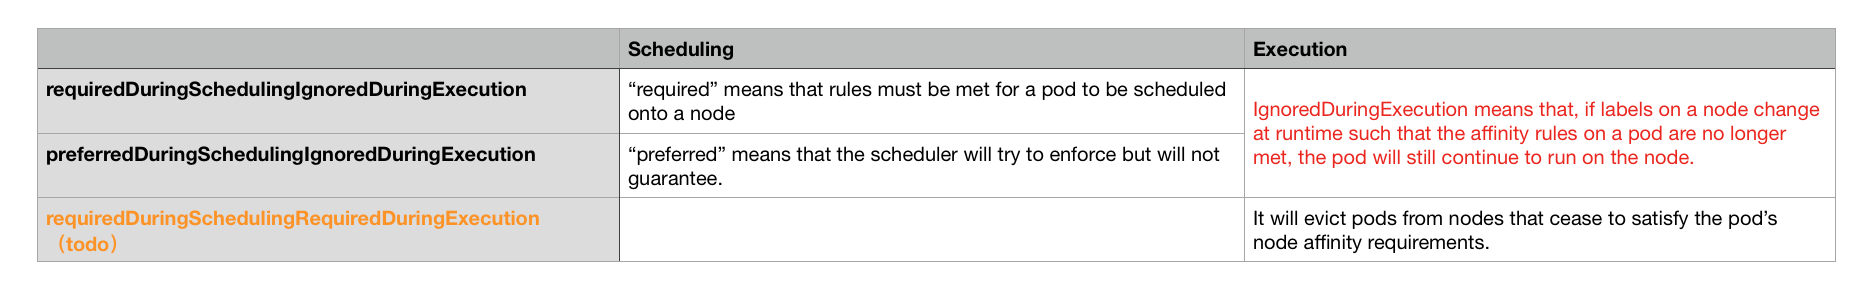 Scheduling
Execution
requiredDuringSchedulingIgnoredDuringExecution
“required” means that rules must be met for a pod to be scheduled
onto a node
IgnoredDuringExecution means that, if labels on a node change
at runtime such that the affinity rules on a pod are no longer
met, the pod will still continue to run on the node.
preferredDuringSchedulingIgnoredDuringExecution
“preferred” means that the scheduler will try to enforce but will not
guarantee.
requiredDuringSchedulingRequiredDuringExecution
（todo）
It will evict pods from nodes that cease to satisfy the pod’s
node affinity requirements.